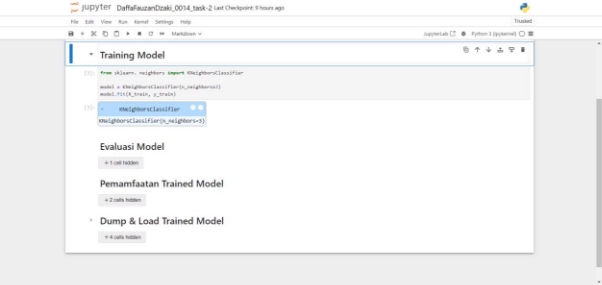 jupyter DaffaFauzanDzaki_0014_task-2 Last Checkpoint: 9 hours ago
File Edit View Run Kernel Settings Help
Trusted
Markdown
JupyterLab
Python 3 (ipykernel)
Training Model
from sklearn. neighbors import KNeighborsClassifier
model = KNeighborsClassifier(n_neighbors=3)
model.fit(X_train, y_train)
KNeighborsClassifier
KNeighborsClassifier(n_neighbors=3)
Evaluasi Model
+ 1 cell hidden
Pemamfaatan Trained Model
+ 2 cells hidden
Dump & Load Trained Model
+ 4 cells hidden